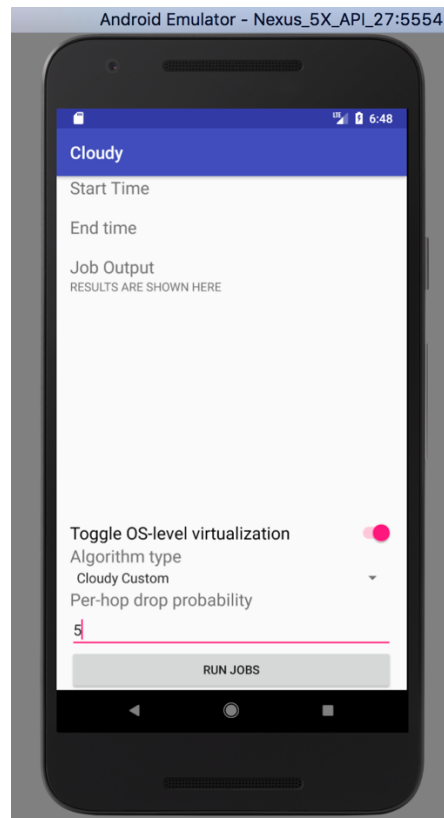 Android Emulator - Nexus_5X_API_27:5554
LTE 6:48
Cloudy
Start Time
End time
Job Output
RESULTS ARE SHOWN HERE
Toggle OS-level virtualization
Algorithm type
Cloudy Custom
Per-hop drop probability
5
RUN JOBS